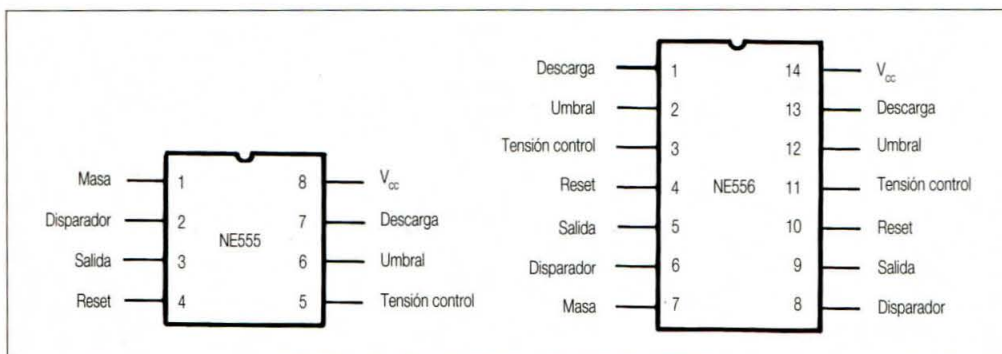 Masa 1 8 Vcc
Disparador 2 7 Descarga
NE555
Salida 3 6 Umbral
Reset 4 5 Tensión control
Descarga 1 14 Vcc
Umbral 2 13 Descarga
Tensión control 3 12 Umbral
Reset 4 NE556 11 Tensión control
Salida 5 10 Reset
Disparador 6 9 Salida
Masa 7 8 Disparador